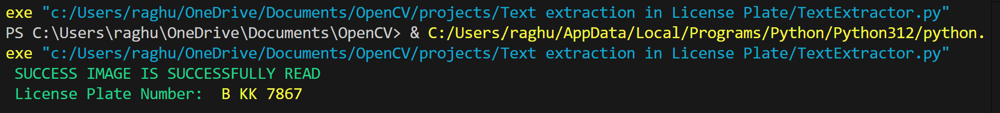 exe "c:/Users/raghu/OneDrive/Documents/OpenCV/projects/Text extraction in License Plate/TextExtractor.py"
PS C:\Users\raghu\OneDrive\Documents\OpenCV> & C:/Users/raghu/AppData/Local/Programs/Python/Python312/python.
exe "c:/Users/raghu/OneDrive/Documents/OpenCV/projects/Text extraction in License Plate/TextExtractor.py"
SUCCESS IMAGE IS SUCCESSFULLY READ
License Plate Number:  B KK 7867